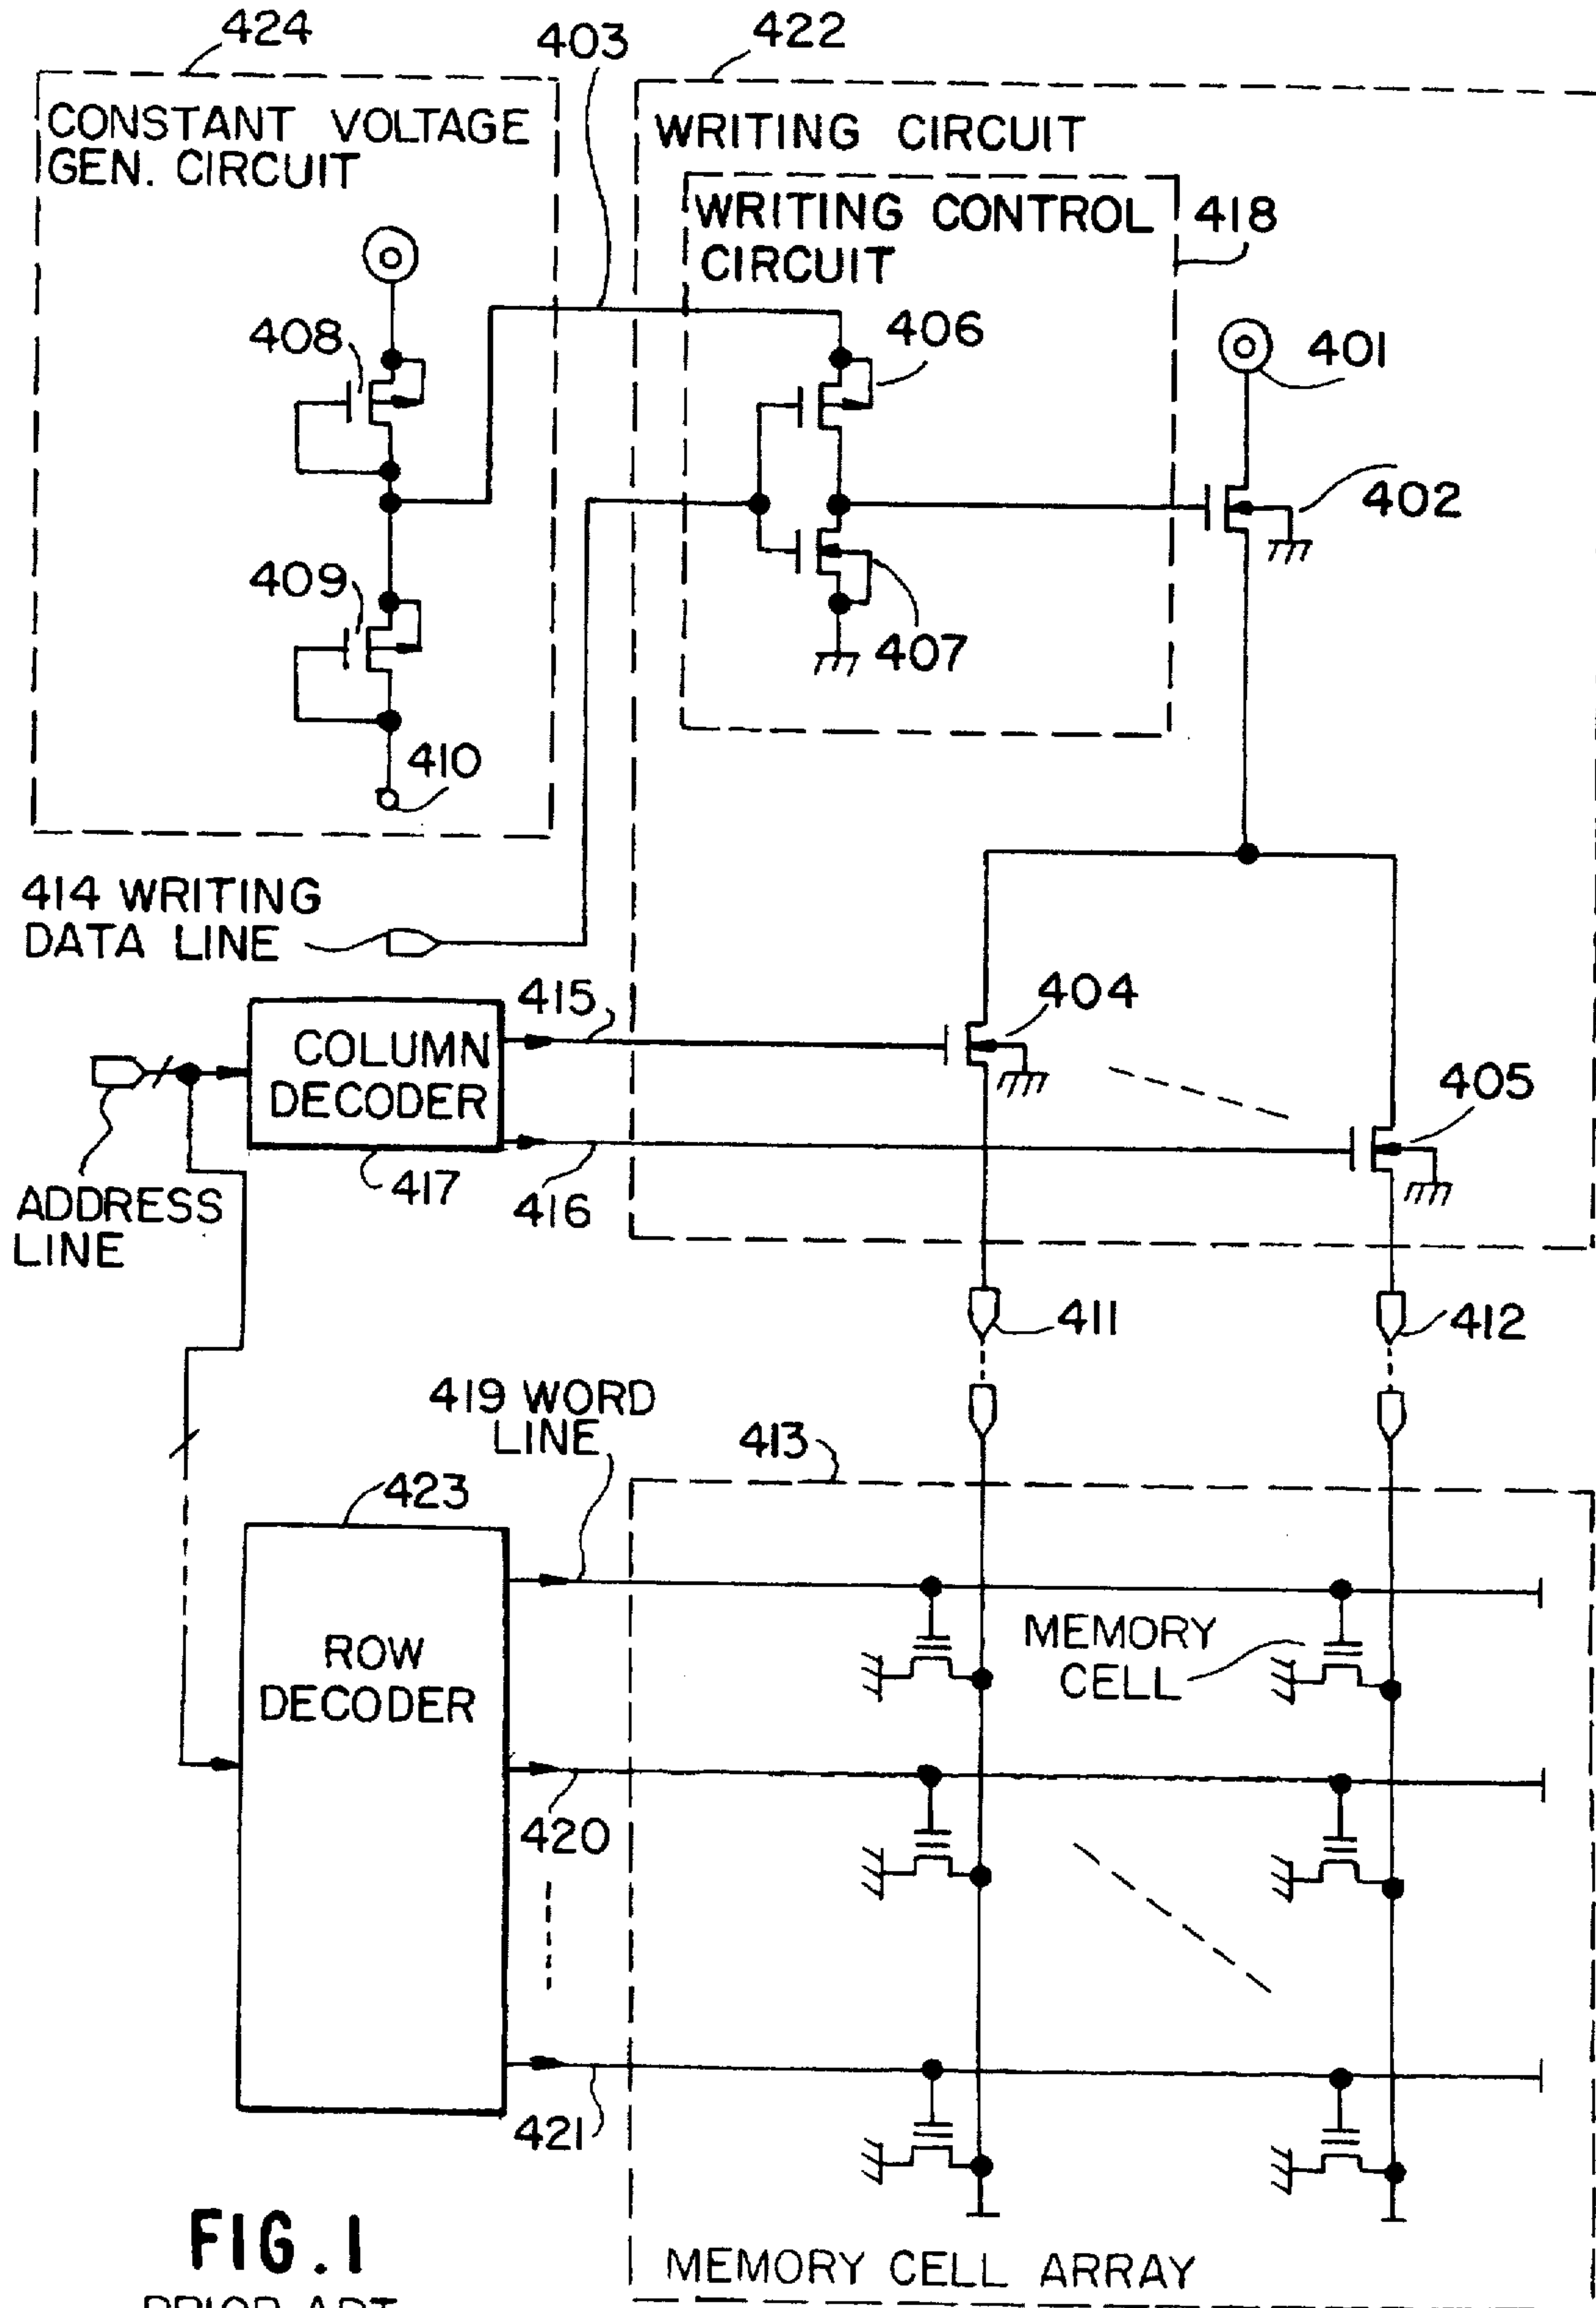 424
403
422
CONSTANT VOLTAGE
GEN. CIRCUIT
WRITING CIRCUIT
WRITING CONTROL
CIRCUIT
418
408
406
401
402
409
407
410
414 WRITING
DATA LINE
415
404
COLUMN
DECODER
405
417
416
ADDRESS
LINE
411
412
419 WORD
LINE
413
423
MEMORY
CELL
ROW
DECODER
420
421
FIG. 1
PRIOR ART
MEMORY CELL ARRAY